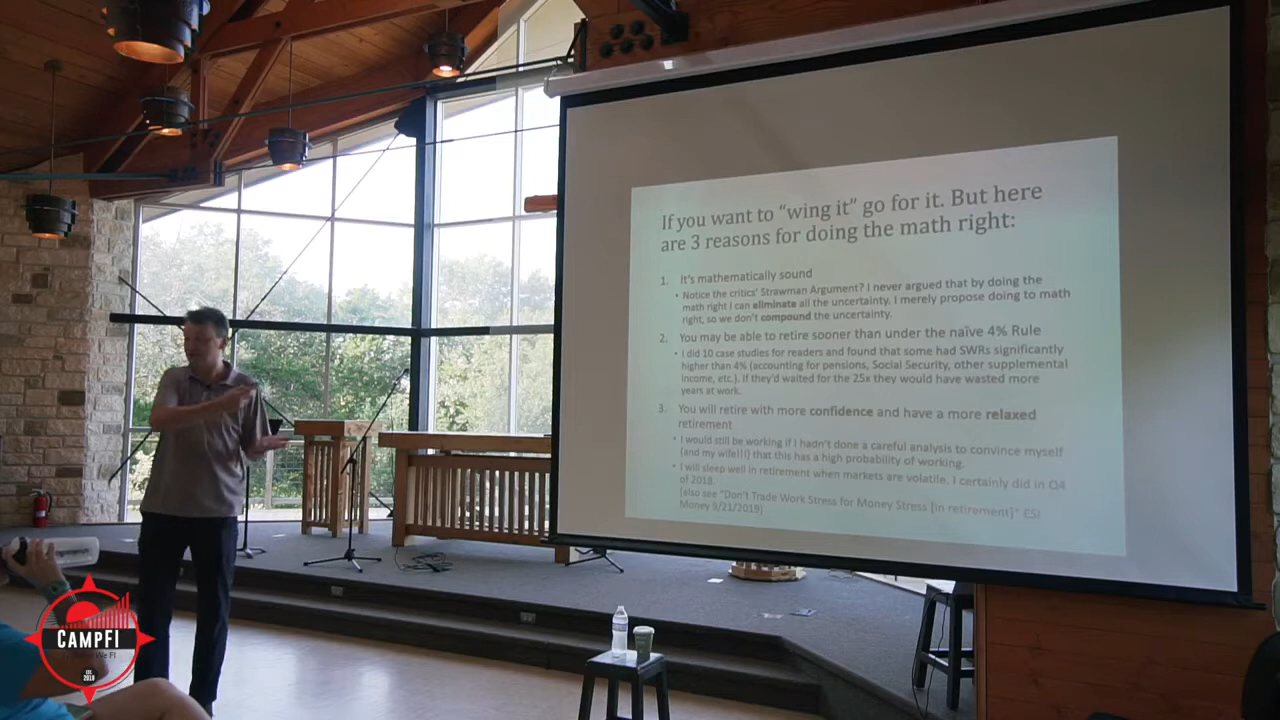 If you want to “wing it” go for it. But here
are 3 reasons for doing the math right:
1. It's mathematically sound
• Notice the critics' Strawman Argument? I never argued that by doing the
math right I can eliminate all the uncertainty. I merely propose doing to math
right, so we don't compound the uncertainty.
2. You may be able to retire sooner than under the naïve 4% Rule
• I did 10 case studies for readers and found that some had SWRs significantly
higher than 4% (accounting for pensions, Social Security, other supplemental
income, etc.). If they'd waited for the 25x they would have wasted more
years at work.
3. You will retire with more confidence and have a more relaxed
retirement
• I would still be working if I hadn't done a careful analysis to convince myself
(and my wife!!!) that this has a high probability of working.
• I will sleep well in retirement when markets are volatile. I certainly did in Q4
of 2018.
(also see "Don't Trade Work Stress for Money Stress [in retirement]" ESI
Money 9/21/2019)
CAMPFI
We FI